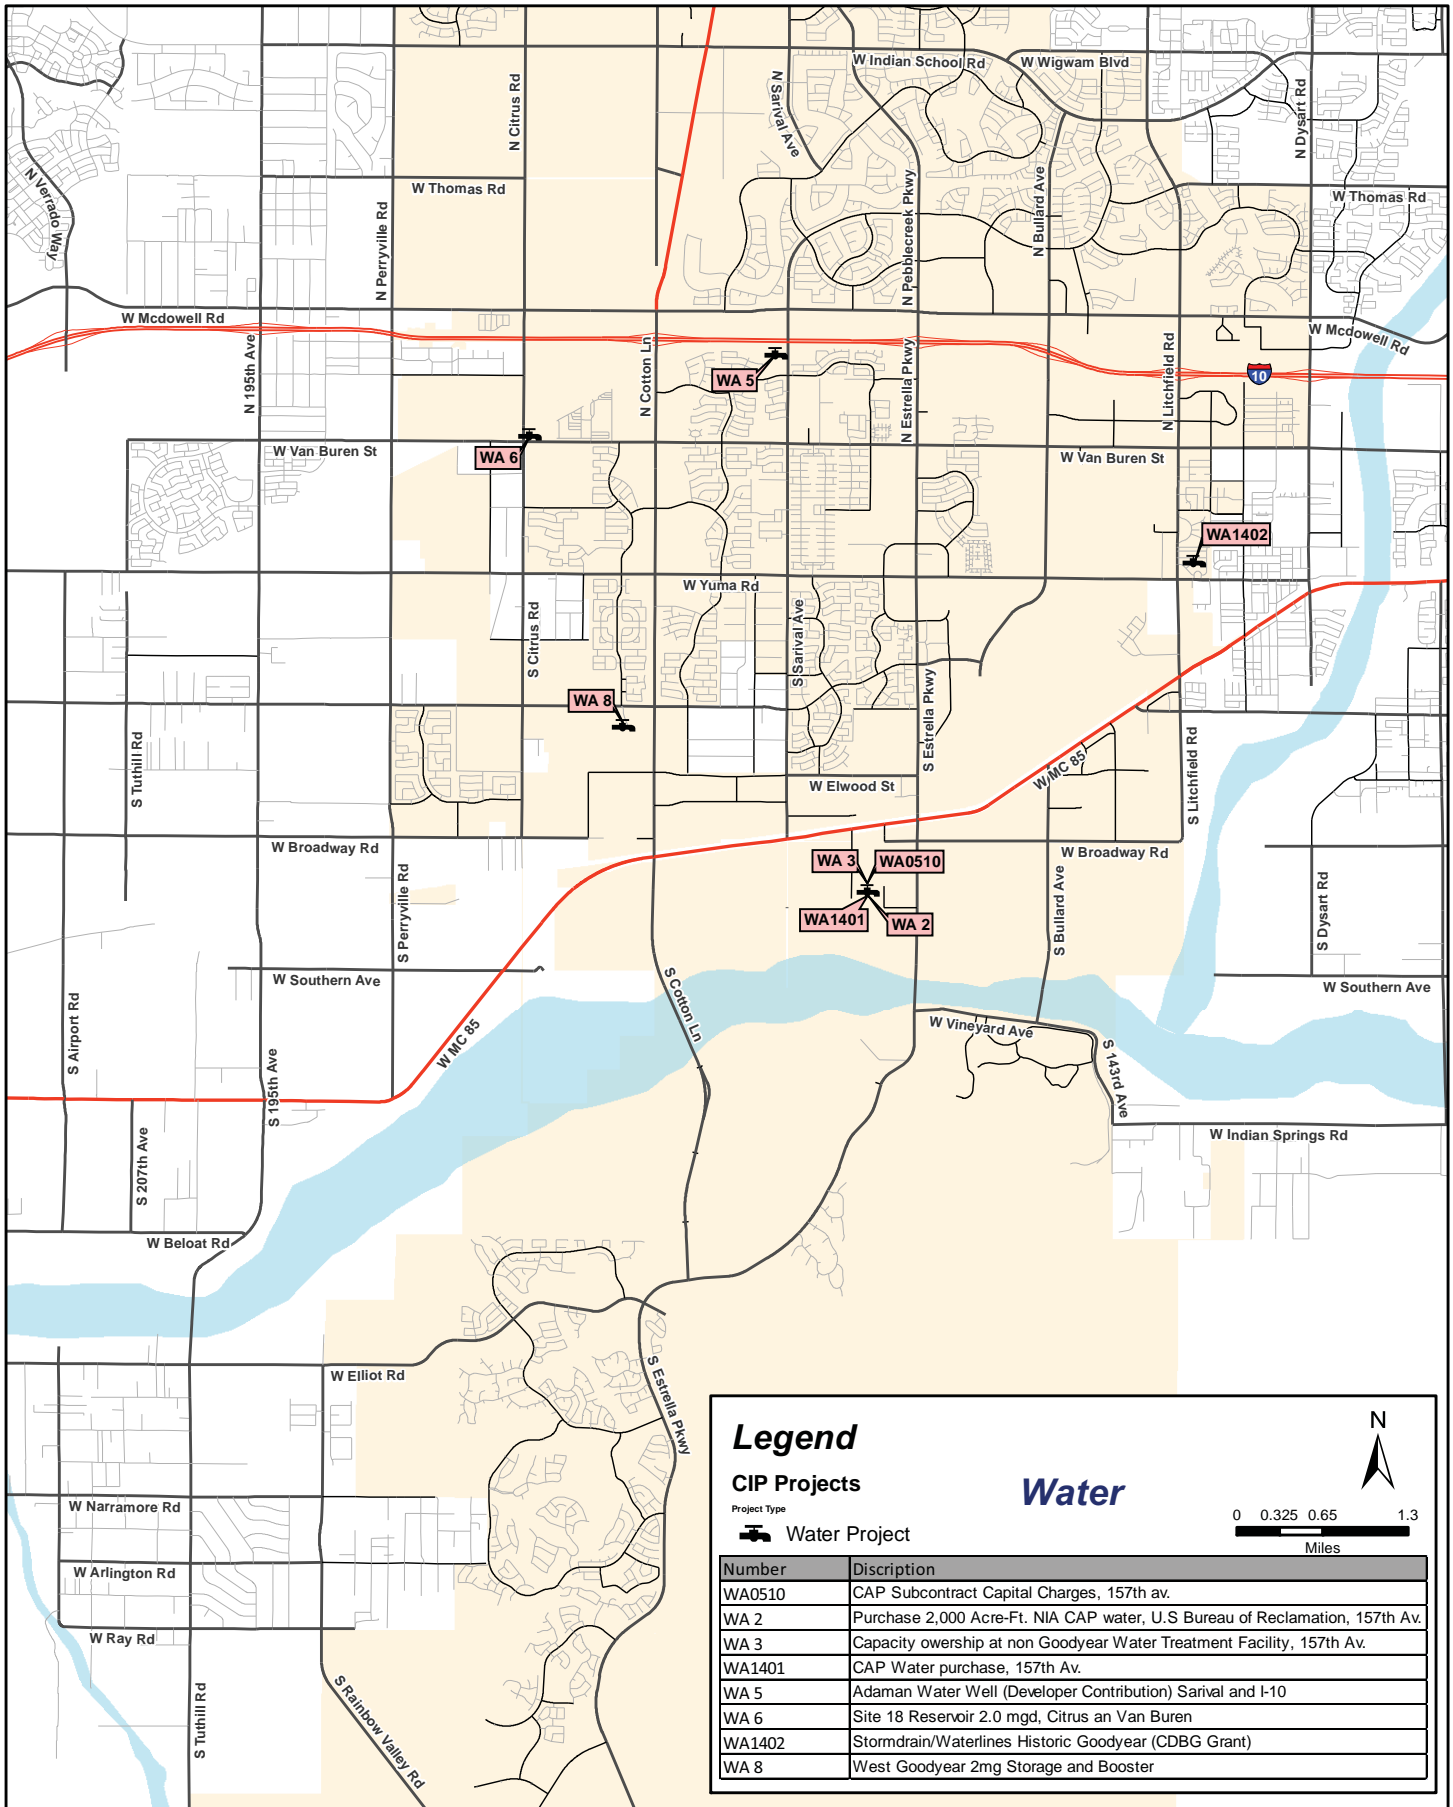 W Indian School Rd
W Wigwam Blvd
N Citrus Rd
N Sarival Ave
N Dysart Rd
N Verrado Way
W Thomas Rd
W Thomas Rd
N Perryville Rd
N Pebblecreek Pkwy
N Bullard Ave
W Mcdowell Rd
W Mcdowell Rd
N 195th Ave
N Cotton Ln
N Estrella Pkwy
N Litchfield Rd
10
WA 5
W Van Buren St
WA 6
W Van Buren St
WA1402
W Yuma Rd
S Citrus Rd
S Sarival Ave
WA 8
S Estrella Pkwy
S Tuthill Rd
W MC 85
S Litchfield Rd
W Elwood St
W Broadway Rd
W Broadway Rd
WA 3
WA0510
WA1401
WA 2
S Perryville Rd
S Bullard Ave
S Dysart Rd
W Southern Ave
W Southern Ave
S Airport Rd
S Cotton Ln
W Vineyard Ave
W MC 85
S 195th Ave
S 143rd Ave
S 207th Ave
W Indian Springs Rd
W Beloat Rd
W Elliot Rd
S Estrella Pkwy
W Narramore Rd
W Arlington Rd
W Ray Rd
S Tuthill Rd
S Rainbow Valley Rd
Legend
N
CIP Projects
Water
Project Type
Water Project
0 0.325 0.65 1.3
Miles
Number Discription
WA0510 CAP Subcontract Capital Charges, 157th av.
WA 2 Purchase 2,000 Acre-Ft. NIA CAP water, U.S Bureau of Reclamation, 157th Av.
WA 3 Capacity owership at non Goodyear Water Treatment Facility, 157th Av.
WA1401 CAP Water purchase, 157th Av.
WA 5 Adaman Water Well (Developer Contribution) Sarival and I-10
WA 6 Site 18 Reservoir 2.0 mgd, Citrus an Van Buren
WA1402 Stormdrain/Waterlines Historic Goodyear (CDBG Grant)
WA 8 West Goodyear 2mg Storage and Booster